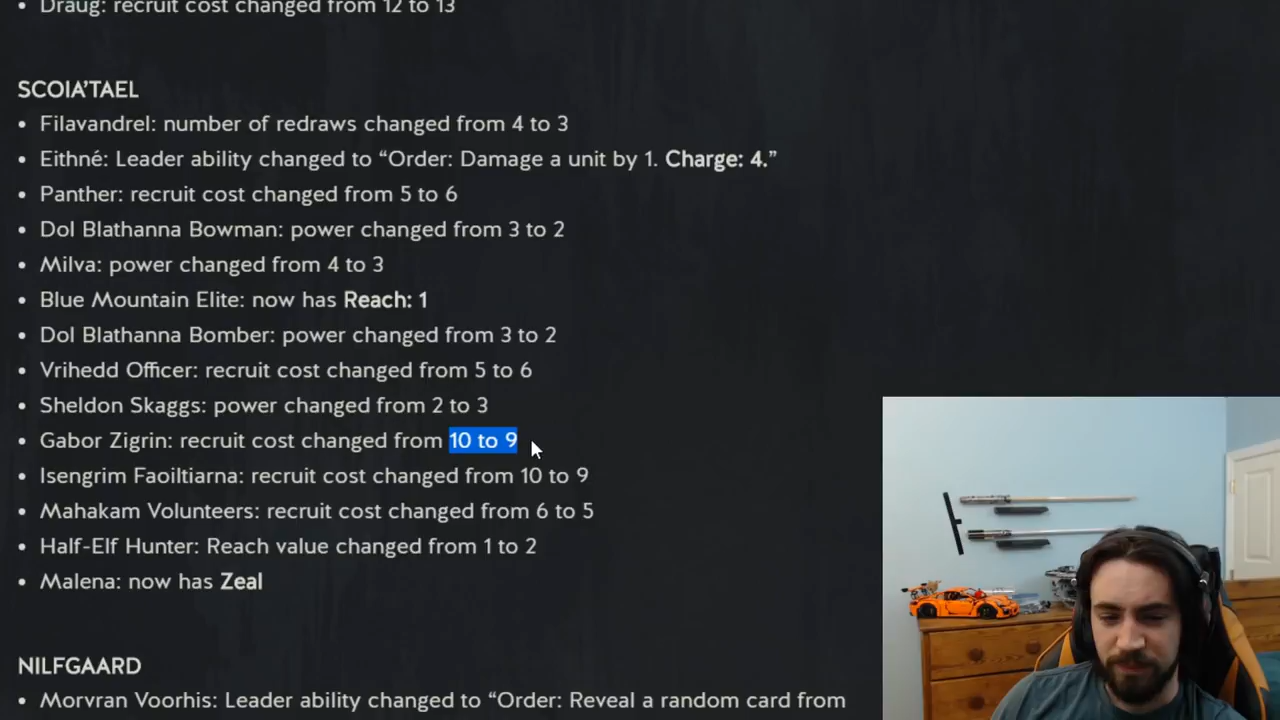 • Draug: recruit cost changed from 12 to 13
SCOIA'TAEL
• Filavandrel: number of redraws changed from 4 to 3
• Eithné: Leader ability changed to “Order: Damage a unit by 1. Charge: 4.”
• Panther: recruit cost changed from 5 to 6
• Dol Blathanna Bowman: power changed from 3 to 2
• Milva: power changed from 4 to 3
• Blue Mountain Elite: now has Reach: 1
• Dol Blathanna Bomber: power changed from 3 to 2
• Vrihedd Officer: recruit cost changed from 5 to 6
• Sheldon Skaggs: power changed from 2 to 3
• Gabor Zigrin: recruit cost changed from 10 to 9
• Isengrim Faoiltiarna: recruit cost changed from 10 to 9
• Mahakam Volunteers: recruit cost changed from 6 to 5
• Half-Elf Hunter: Reach value changed from 1 to 2
• Malena: now has Zeal
NILFGAARD
• Morvran Voorhis: Leader ability changed to “Order: Reveal a random card from